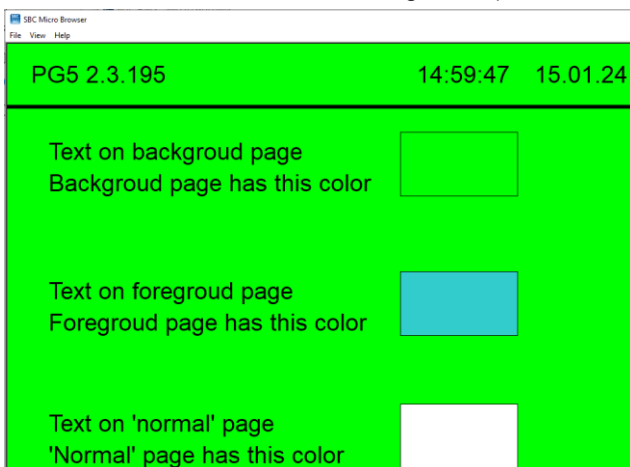 SBC Micro Browser
File View Help
PG5 2.3.195 14:59:47 15.01.24
Text on backgroud page
Backgroud page has this color
Text on foregroud page
Foregroud page has this color
Text on 'normal' page
'Normal' page has this color